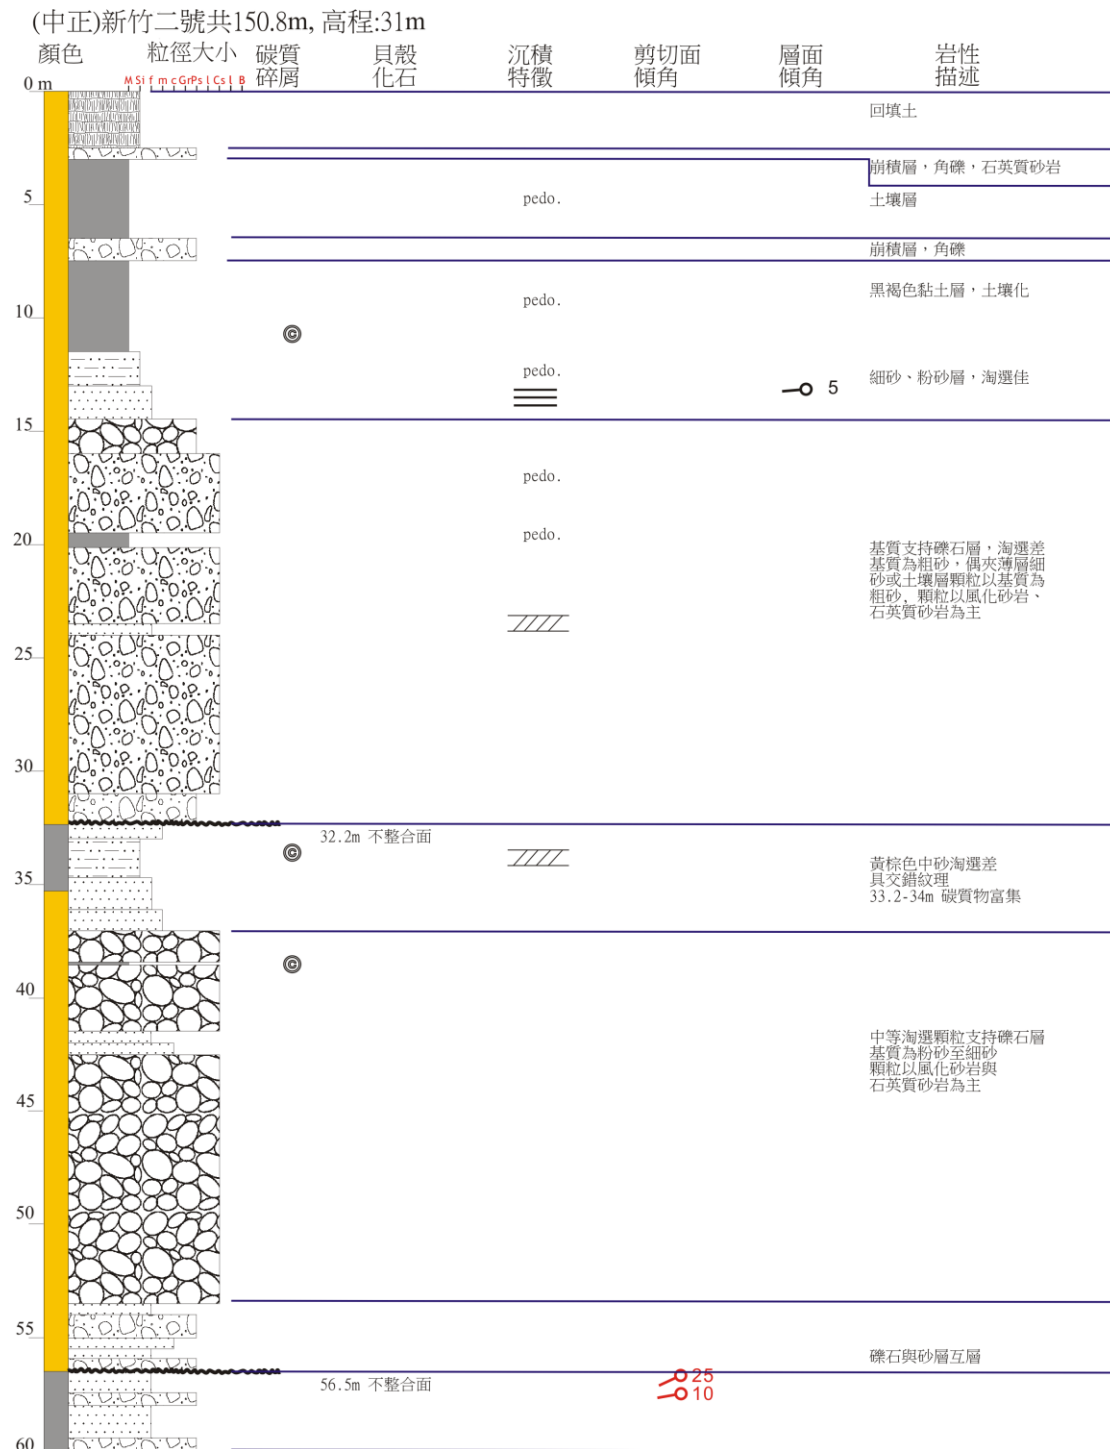 (中正)新竹二號共150.8m, 高程:31m
顏色 粒徑大小 碳質碎屑 貝殼化石 沉積特徵 剪切面傾角 層面傾角 岩性描述
0 m
M Si f m c Gr Ps l Cs l B
回填土
崩積層，角礫，石英質砂岩
5
pedo.
土壤層
崩積層，角礫
黑褐色黏土層，土壤化
pedo.
10
©
pedo.
細砂、粉砂層，淘選佳
5
15
pedo.
pedo.
20
基質支持礫石層，淘選差
基質為粗砂，偶夾薄層細
砂或土壤層顆粒以基質為
粗砂, 顆粒以風化砂岩、
石英質砂岩為主
25
30
32.2m 不整合面
©
黃棕色中砂淘選差
具交錯紋理
33.2-34m 碳質物富集
35
©
40
中等淘選顆粒支持礫石層
基質為粉砂至細砂
顆粒以風化砂岩與
石英質砂岩為主
45
50
55
礫石與砂層互層
56.5m 不整合面
25
10
60